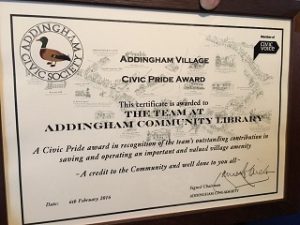 ADDINGHAM
CIVIC SOCIETY
Member of
civic
voice
ADDINGHAM VILLAGE
CIVIC PRIDE AWARD
This certificate is awarded to
THE TEAM AT
ADDINGHAM COMMUNITY LIBRARY
A Civic Pride award in recognition of the team's outstanding contribution in
saving and operating an important and valued village amenity
~A credit to the Community and well done to you all~
Signed Chairman
ADDINGHAM CIVIC SOCIETY
Date: 6th February 2016